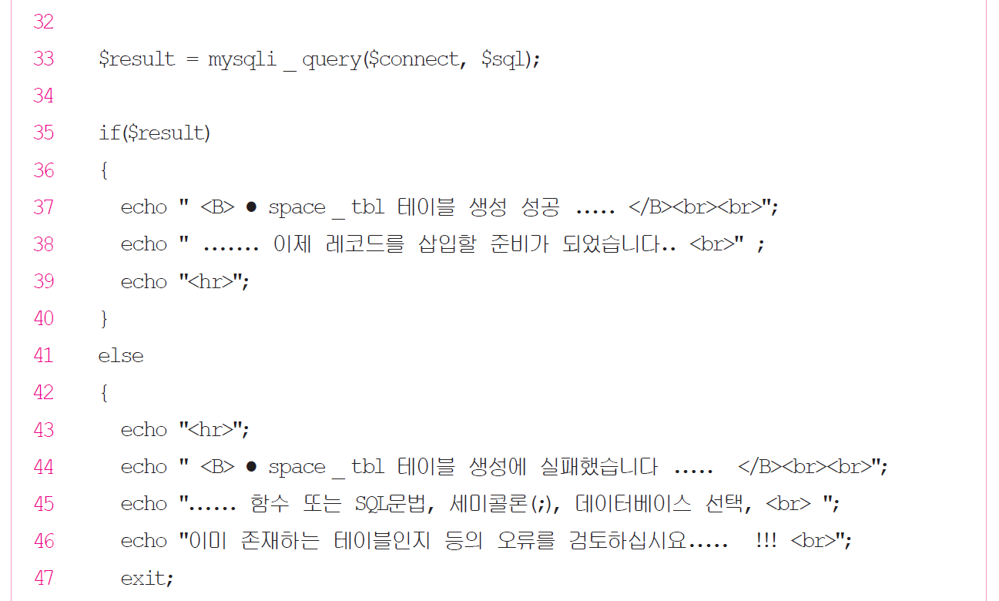 32
33 $result = mysqli _ query($connect, $sql);
34
35 if($result)
36 {
37 echo " <B> ● space _ tbl 테이블 생성 성공 ..... </B><br><br>";
38 echo " ....... 이제 레코드를 삽입할 준비가 되었습니다.. <br>" ;
39 echo "<hr>";
40 }
41 else
42 {
43 echo "<hr>";
44 echo " <B> ● space _ tbl 테이블 생성에 실패했습니다 ..... </B><br><br>";
45 echo "...... 함수 또는 SQL문법, 세미콜론(;), 데이터베이스 선택, <br> ";
46 echo "이미 존재하는 테이블인지 등의 오류를 검토하십시요..... !!! <br>";
47 exit;